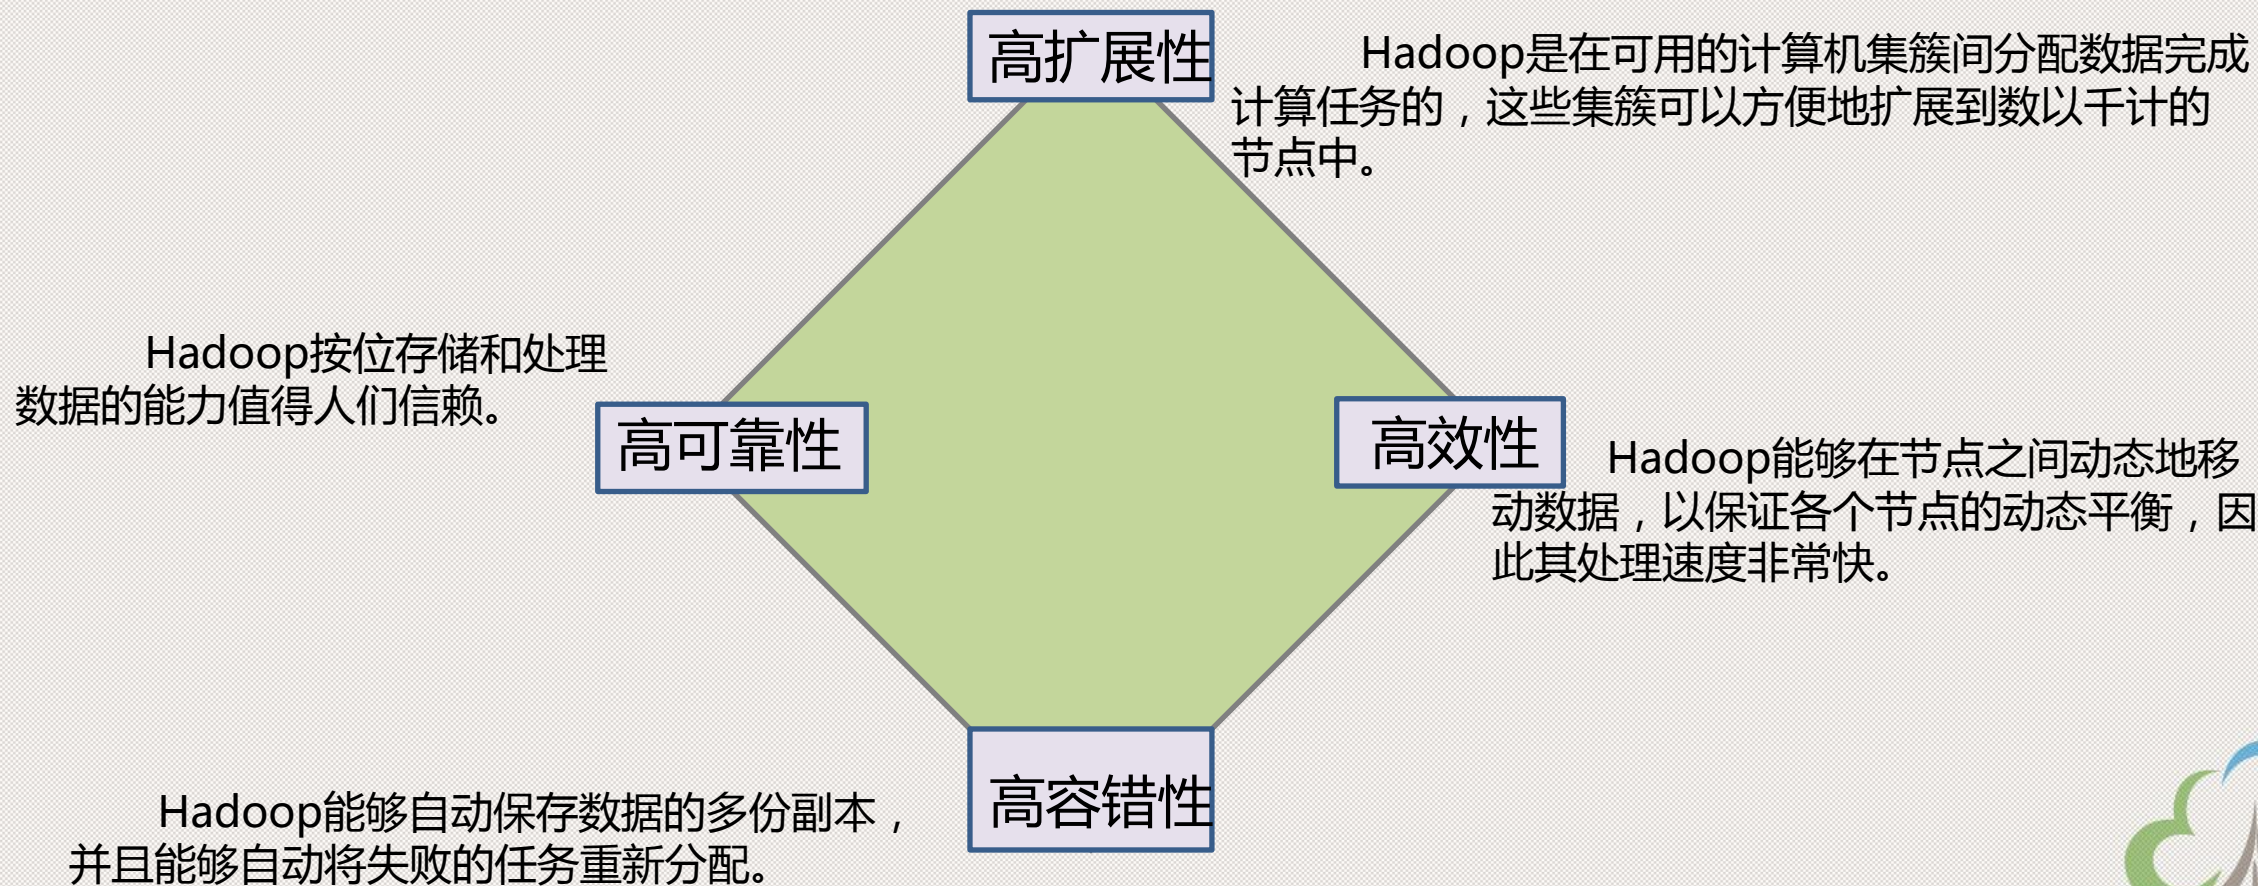 高扩展性
Hadoop是在可用的计算机集簇间分配数据完成
计算任务的，这些集簇可以方便地扩展到数以千计的
节点中。
Hadoop按位存储和处理
数据的能力值得人们信赖。
高可靠性
高效性
Hadoop能够在节点之间动态地移
动数据，以保证各个节点的动态平衡，因
此其处理速度非常快。
高容错性
Hadoop能够自动保存数据的多份副本，
并且能够自动将失败的任务重新分配。